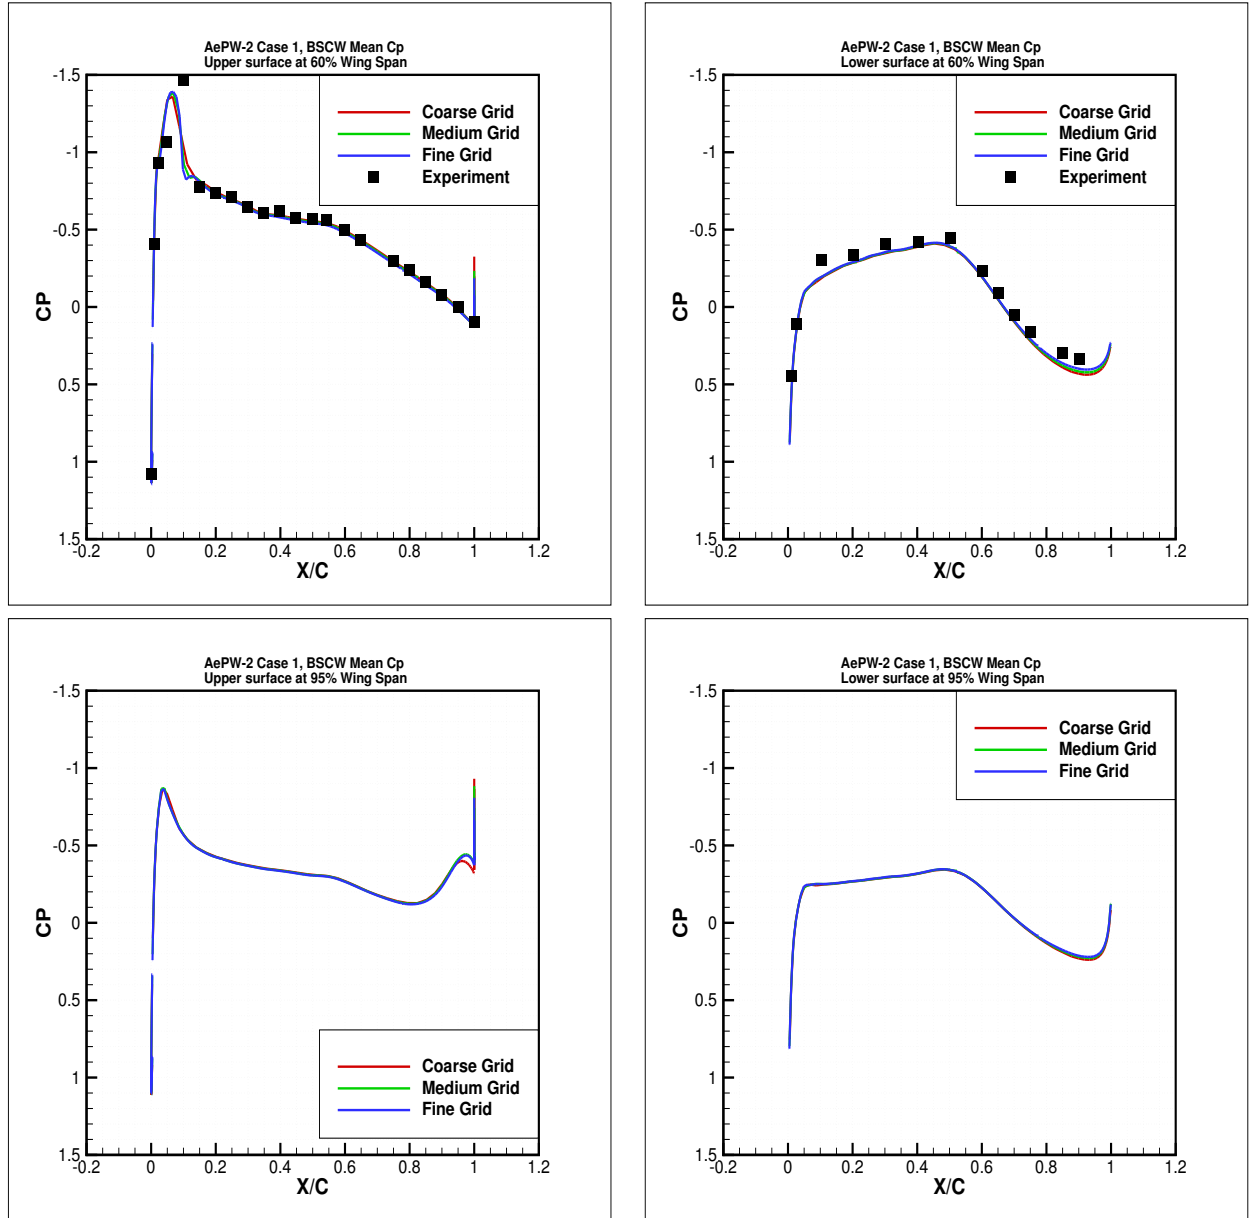 AePW-2 Case 1, BSCW Mean Cp
Upper surface at 60% Wing Span
-1.5
-1
-0.5
0
0.5
1
1.5
CP
-0.2
0
0.2
0.4
0.6
0.8
1
1.2
X/C
Coarse Grid
Medium Grid
Fine Grid
Experiment
AePW-2 Case 1, BSCW Mean Cp
Lower surface at 60% Wing Span
-1.5
-1
-0.5
0
0.5
1
1.5
CP
-0.2
0
0.2
0.4
0.6
0.8
1
1.2
X/C
Coarse Grid
Medium Grid
Fine Grid
Experiment
AePW-2 Case 1, BSCW Mean Cp
Upper surface at 95% Wing Span
-1.5
-1
-0.5
0
0.5
1
1.5
CP
-0.2
0
0.2
0.4
0.6
0.8
1
1.2
X/C
Coarse Grid
Medium Grid
Fine Grid
AePW-2 Case 1, BSCW Mean Cp
Lower surface at 95% Wing Span
-1.5
-1
-0.5
0
0.5
1
1.5
CP
-0.2
0
0.2
0.4
0.6
0.8
1
1.2
X/C
Coarse Grid
Medium Grid
Fine Grid